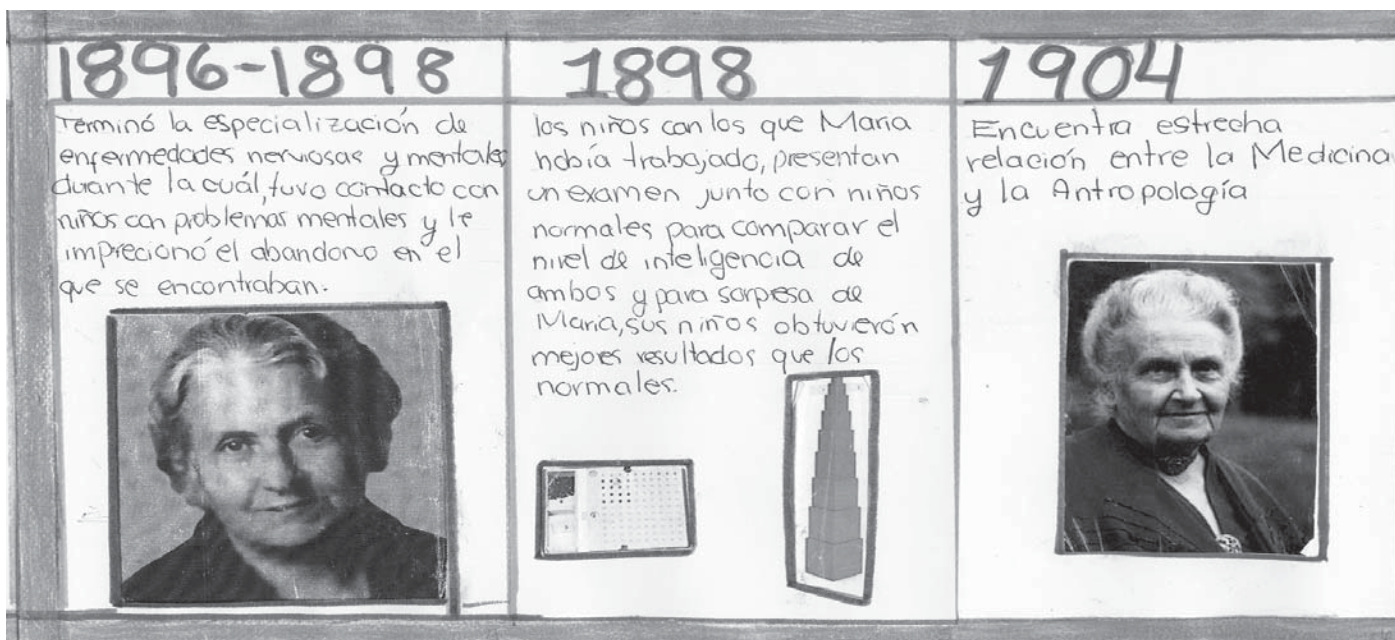 1896-1898
Terminó la especialización de
enfermedades nerviosas y mentales,
durante la cuál, tuvo contacto con
niños con problemas mentales y le
impreciono el abandono en el
que se encontraban.
1898
los niños con los que Maria
había trabajado, presentan
un examen junto con niños
normales para comparar el
nivel de inteligencia de
ambos y para sorpresa de
Maria, sus niños obtuvierón
mejores resultados que los
normales.
1904
Encuentra estrecha
relación entre la Medicina
y la Antropología